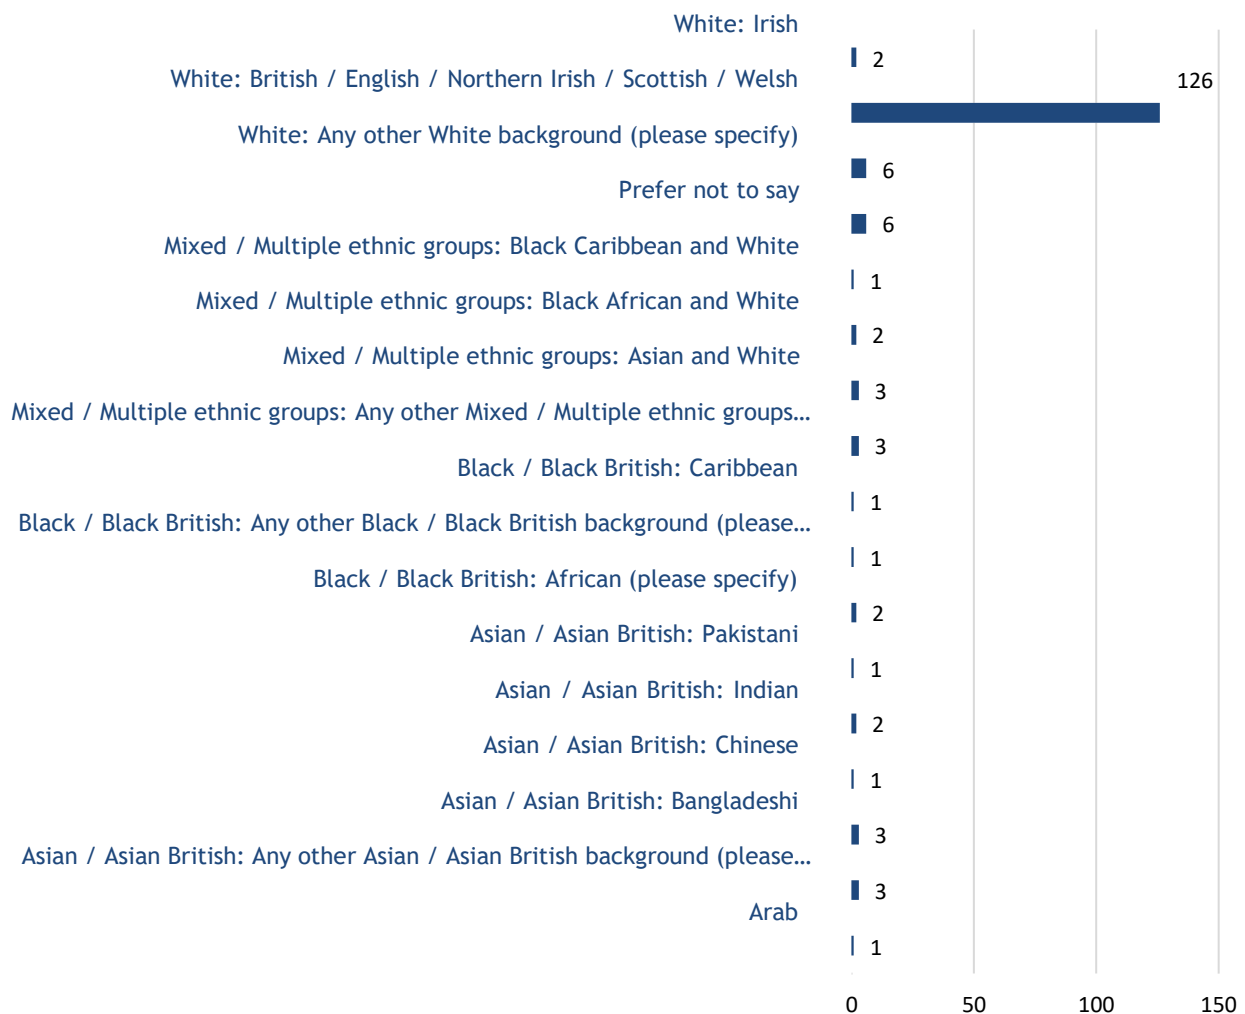 White: Irish
2
White: British / English / Northern Irish / Scottish / Welsh
126
White: Any other White background (please specify)
6
Prefer not to say
6
Mixed / Multiple ethnic groups: Black Caribbean and White
1
Mixed / Multiple ethnic groups: Black African and White
2
Mixed / Multiple ethnic groups: Asian and White
3
Mixed / Multiple ethnic groups: Any other Mixed / Multiple ethnic groups…
3
Black / Black British: Caribbean
1
Black / Black British: Any other Black / Black British background (please…
1
Black / Black British: African (please specify)
2
Asian / Asian British: Pakistani
1
Asian / Asian British: Indian
2
Asian / Asian British: Chinese
1
Asian / Asian British: Bangladeshi
3
Asian / Asian British: Any other Asian / Asian British background (please…
3
Arab
1
0 50 100 150